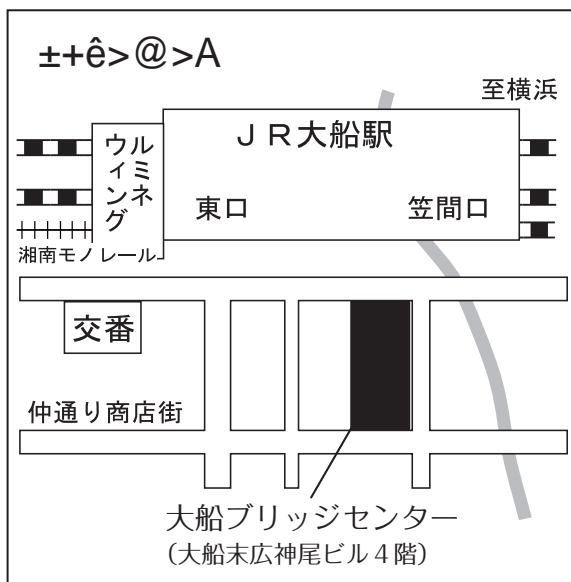 ±+ê>@>A
至横浜
JR大船駅
ルミネ
ウィング
東口
笠間口
湘南モノレール
交番
仲通り商店街
大船ブリッジセンター
(大船末広神尾ビル4階)